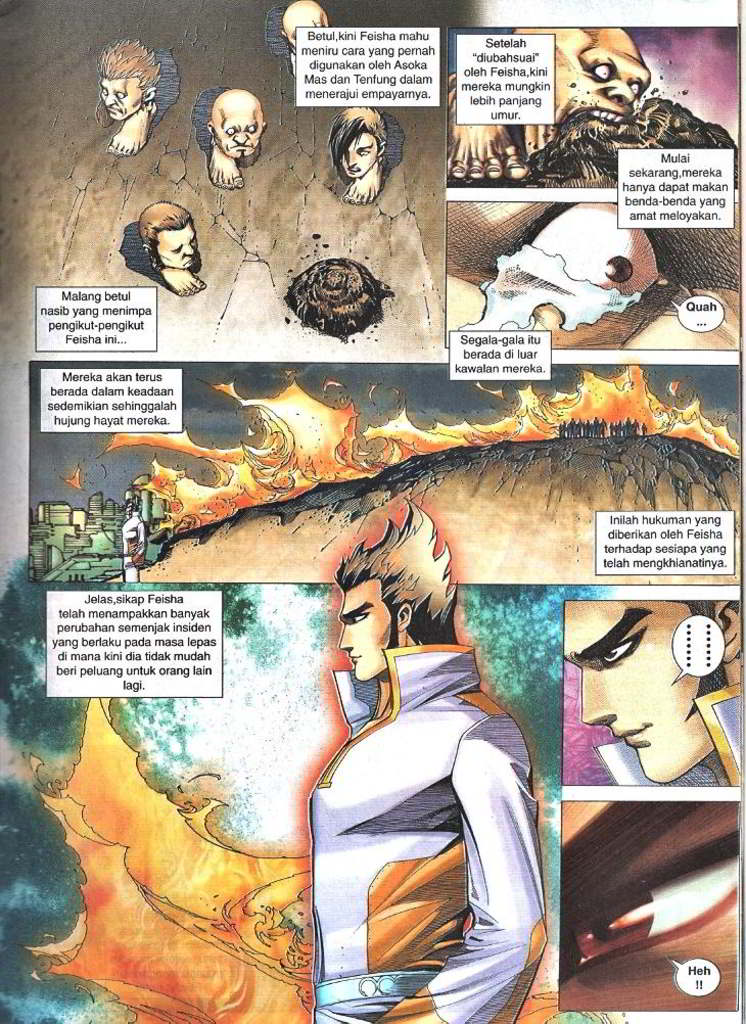 Betul,kini Feisha mahu
meniru cara yang pernah
digunakan oleh Asoka
Mas dan Tenfung dalam
menerajui empayarnya.
Setelah
"diubahsuai"
oleh Feisha,kini
mereka mungkin
lebih panjang
umur.
Mulai
sekarang,mereka
hanya dapat makan
benda-benda yang
amat meloyakan.
Malang betul
nasib yang menimpa
pengikut-pengikut
Feisha ini...
Quah
...
Segala-gala itu
berada di luar
kawalan mereka.
Mereka akan terus
berada dalam keadaan
sedemikian sehinggalah
hujung hayat mereka.
Inilah hukuman yang
diberikan oleh Feisha
terhadap sesiapa yang
telah mengkhianatinya.
Jelas,sikap Feisha
telah menampakkan banyak
perubahan semenjak insiden
yang berlaku pada masa lepas
di mana kini dia tidak mudah
beri peluang untuk orang lain
lagi.
Heh
!!